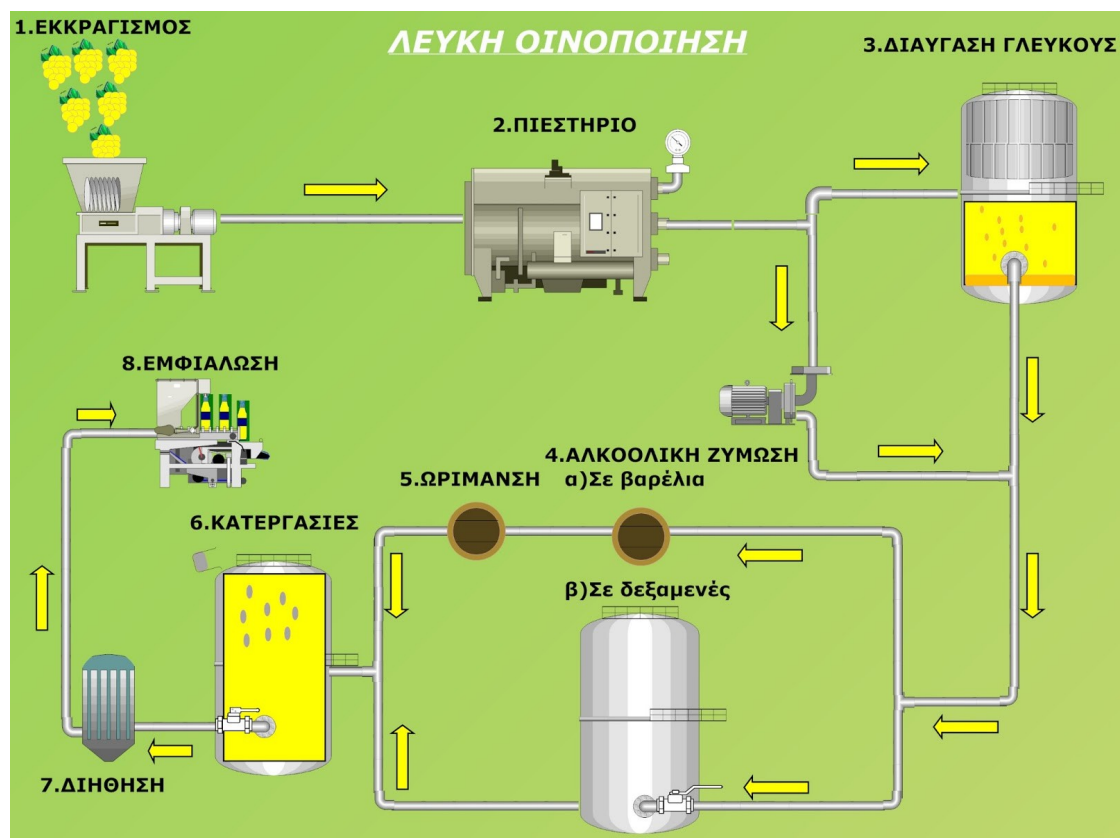 ΛΕΥΚΗ ΟΙΝΟΠΟΙΗΣΗ
1.ΕΚΚΡΑΓΙΣΜΟΣ
2.ΠΙΕΣΤΗΡΙΟ
3.ΔΙΑΥΓΑΣΗ ΓΛΕΥΚΟΥΣ
4.ΑΛΚΟΟΛΙΚΗ ΖΥΜΩΣΗ
α)Σε βαρέλια
β)Σε δεξαμενές
5.ΩΡΙΜΑΝΣΗ
6.ΚΑΤΕΡΓΑΣΙΕΣ
7.ΔΙΗΘΗΣΗ
8.ΕΜΦΙΑΛΩΣΗ